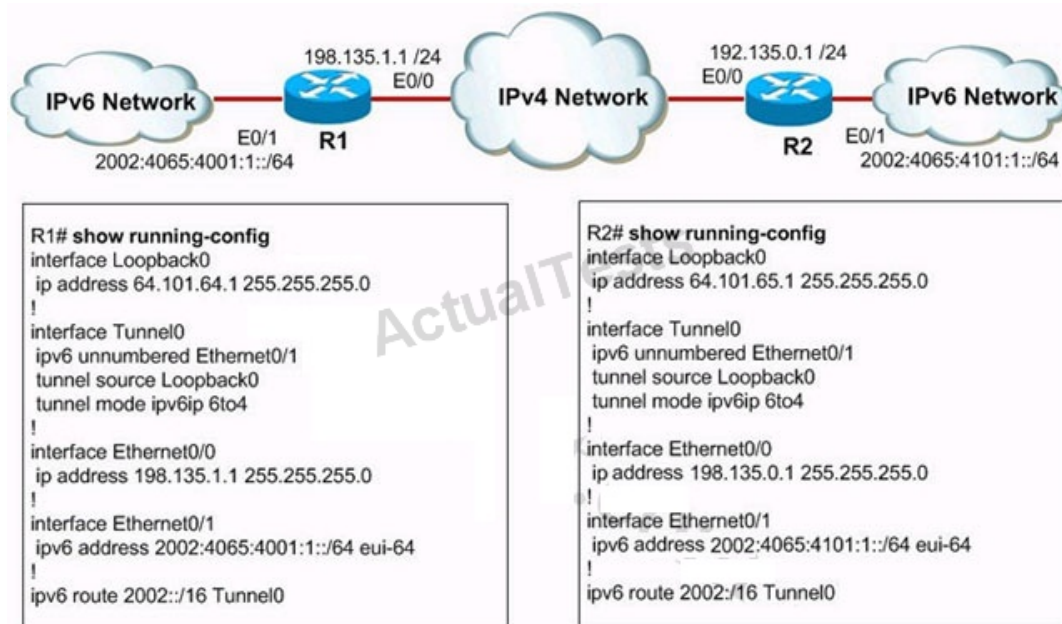 198.135.1.1 /24
192.135.0.1 /24
E0/0
E0/0
IPv6 Network
IPv4 Network
IPv6 Network
E0/1
R1
R2
E0/1
2002:4065:4001:1::/64
2002:4065:4101:1::/64
R1# show running-config
interface Loopback0
ip address 64.101.64.1 255.255.255.0
!
interface Tunnel0
ipv6 unnumbered Ethernet0/1
tunnel source Loopback0
tunnel mode ipv6ip 6to4
!
interface Ethernet0/0
ip address 198.135.1.1 255.255.255.0
!
interface Ethernet0/1
ipv6 address 2002:4065:4001:1::/64 eui-64
!
ipv6 route 2002::/16 Tunnel0
R2# show running-config
interface Loopback0
ip address 64.101.65.1 255.255.255.0
!
interface Tunnel0
ipv6 unnumbered Ethernet0/1
tunnel source Loopback0
tunnel mode ipv6ip 6to4
!
interface Ethernet0/0
ip address 198.135.0.1 255.255.255.0
!
interface Ethernet0/1
ipv6 address 2002:4065:4101:1::/64 eui-64
!
ipv6 route 2002:/16 Tunnel0
ActualTests